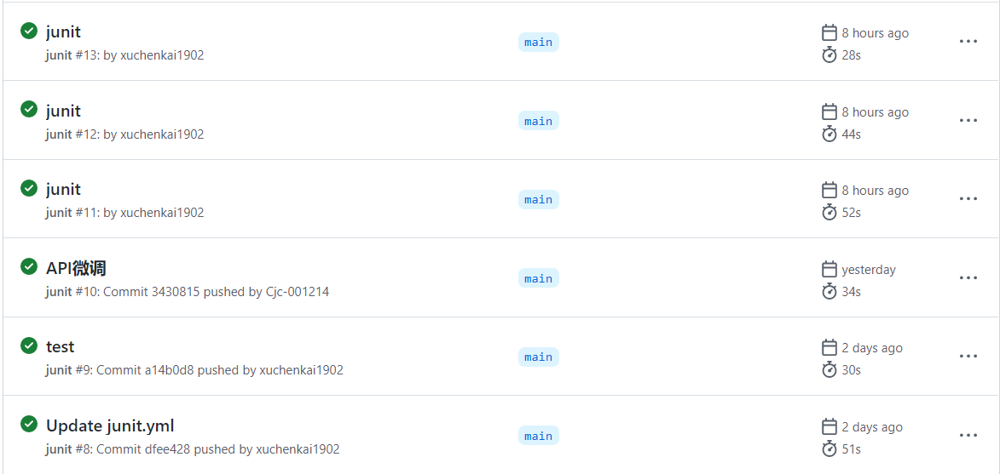 junit
junit #13: by xuchenkai1902
main
8 hours ago
28s
junit
junit #12: by xuchenkai1902
main
8 hours ago
44s
junit
junit #11: by xuchenkai1902
main
8 hours ago
52s
API微调
junit #10: Commit 3430815 pushed by Cjc-001214
main
yesterday
34s
test
junit #9: Commit a14b0d8 pushed by xuchenkai1902
main
2 days ago
30s
Update junit.yml
junit #8: Commit dfee428 pushed by xuchenkai1902
main
2 days ago
51s